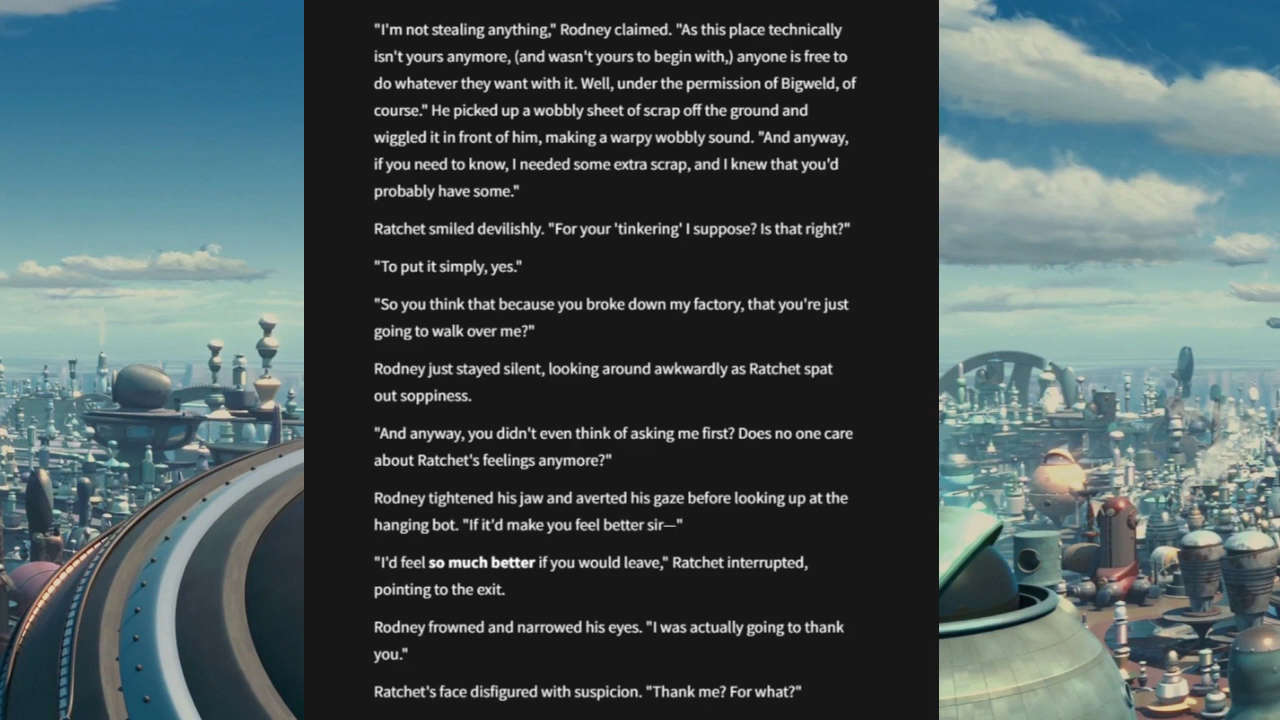 "I'm not stealing anything," Rodney claimed. "As this place technically
isn't yours anymore, (and wasn't yours to begin with,) anyone is free to
do whatever they want with it. Well, under the permission of Bigweld, of
course." He picked up a wobbly sheet of scrap off the ground and
wiggled it in front of him, making a warpy wobbly sound. "And anyway,
if you need to know, I needed some extra scrap, and I knew that you'd
probably have some."
Ratchet smiled devilishly. "For your 'tinkering' I suppose? Is that right?"
"To put it simply, yes."
"So you think that because you broke down my factory, that you're just
going to walk over me?"
Rodney just stayed silent, looking around awkwardly as Ratchet spat
out soppiness.
"And anyway, you didn't even think of asking me first? Does no one care
about Ratchet's feelings anymore?"
Rodney tightened his jaw and averted his gaze before looking up at the
hanging bot. "If it'd make you feel better sir—"
"I'd feel so much better if you would leave," Ratchet interrupted,
pointing to the exit.
Rodney frowned and narrowed his eyes. "I was actually going to thank
you."
Ratchet's face disfigured with suspicion. "Thank me? For what?"